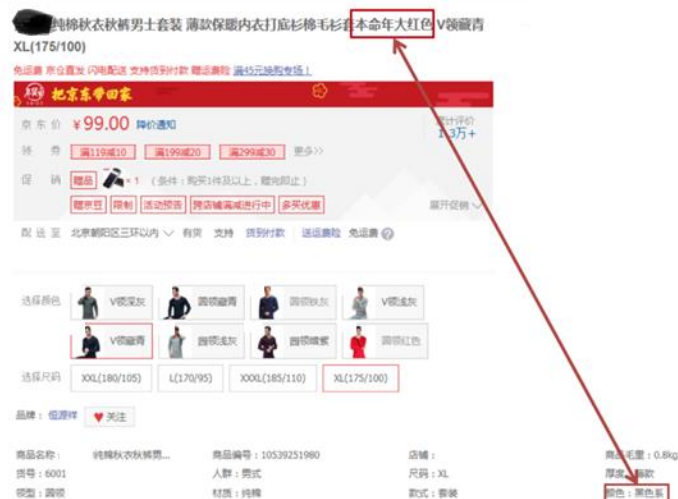 纯棉秋衣秋裤男士套装 薄款保暖内衣打底衫棉毛衫套本命年大红色 V领藏青
XL(175/100)
免运费 京仓直发 闪电配送 支持货到付款 赠运费险 满45元换购专场！
把京东带回家
京东价 ￥99.00 降价通知 累计评价
1.3万+
领 券 满119减10 满199减20 满299减30 更多>>
促 销 赠品 × 1 （条件：购买1件及以上，赠完即止）
赠京豆 限制 活动预告 跨店铺满减进行中 多买优惠 展开促销
配送至 北京朝阳区三环以内 有货 支持 货到付款 送运费险 免运费
选择颜色 V领深灰 圆领藏青 圆领铁灰 V领浅灰
V领藏青 圆领浅灰 圆领暗紫 圆领红色
选择尺码 XXL(180/105) L(170/95) XXXL(185/110) XL(175/100)
品牌： 恒源祥 关注
商品名称： 纯棉秋衣秋裤男... 商品编号：10539251980 店铺： 商品毛重：0.8kg
货号：6001 人群：男式 尺码：XL 厚度：薄款
领型：圆领 材质：纯棉 款式：套装 颜色：黑色系